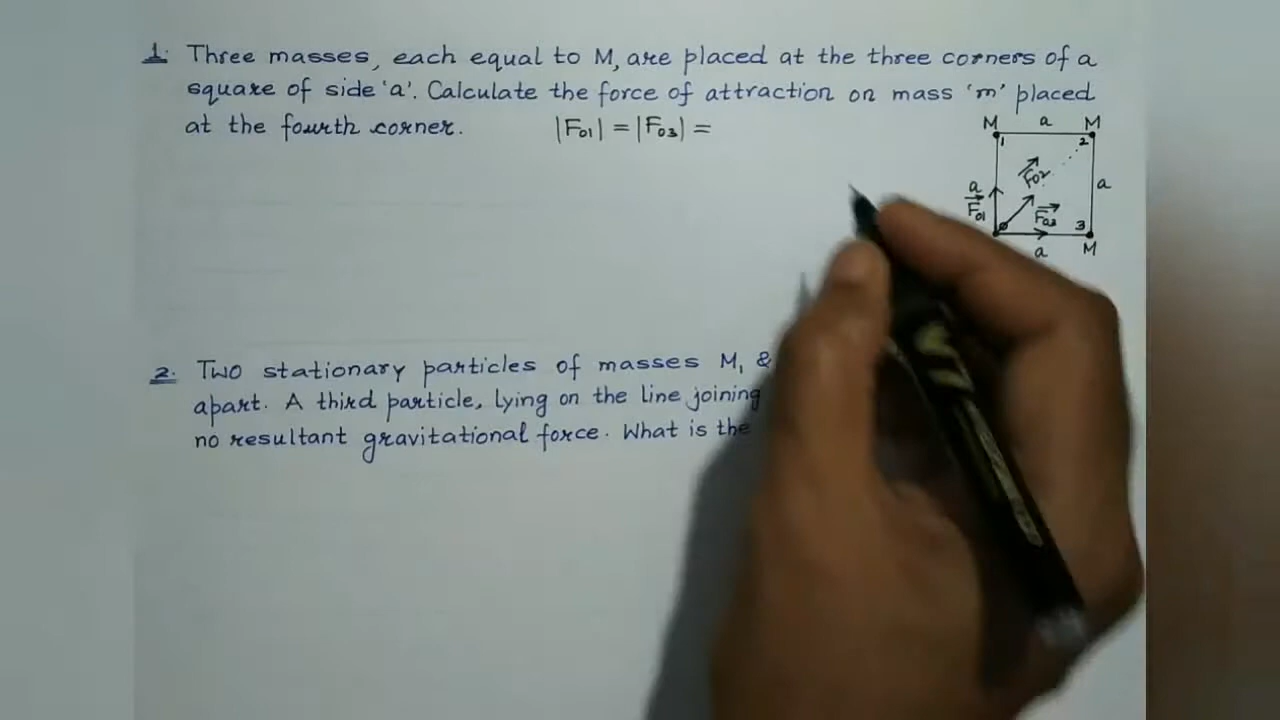 1. Three masses, each equal to M, are placed at the three corners of a
square of side 'a'. Calculate the force of attraction on mass 'm' placed
at the fourth corner. |F01| = |F03| =
M a M
1 2
a F02 a
F01 F03 3
0
a M
2. Two stationary particles of masses M1 &
apart. A third particle, lying on the line joining
no resultant gravitational force. What is the